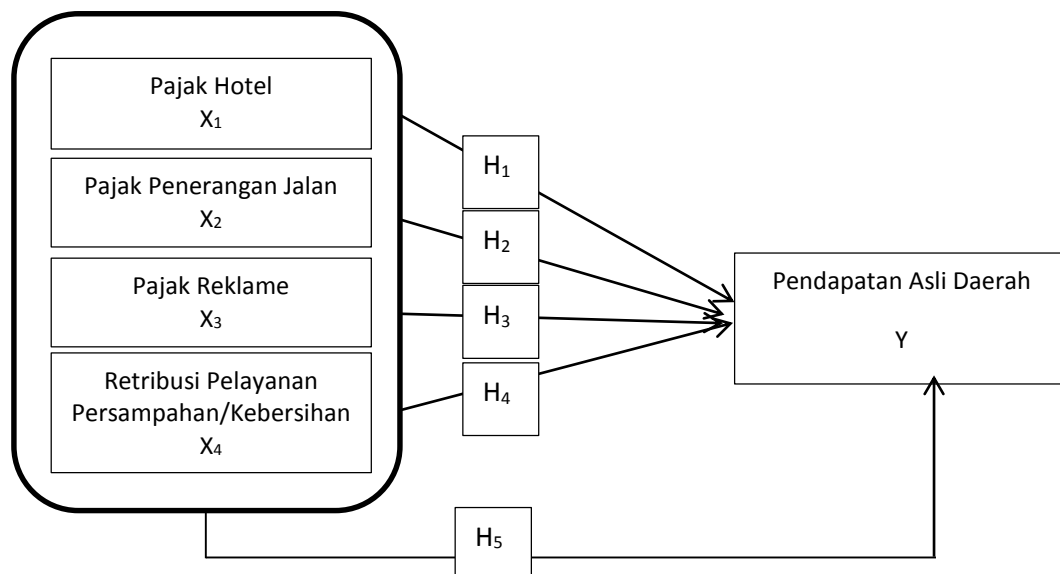 Pajak Hotel
X₁
Pajak Penerangan Jalan
X₂
Pajak Reklame
X₃
Retribusi Pelayanan
Persampahan/Kebersihan
X₄
H₁
H₂
H₃
H₄
Pendapatan Asli Daerah
Y
H₅